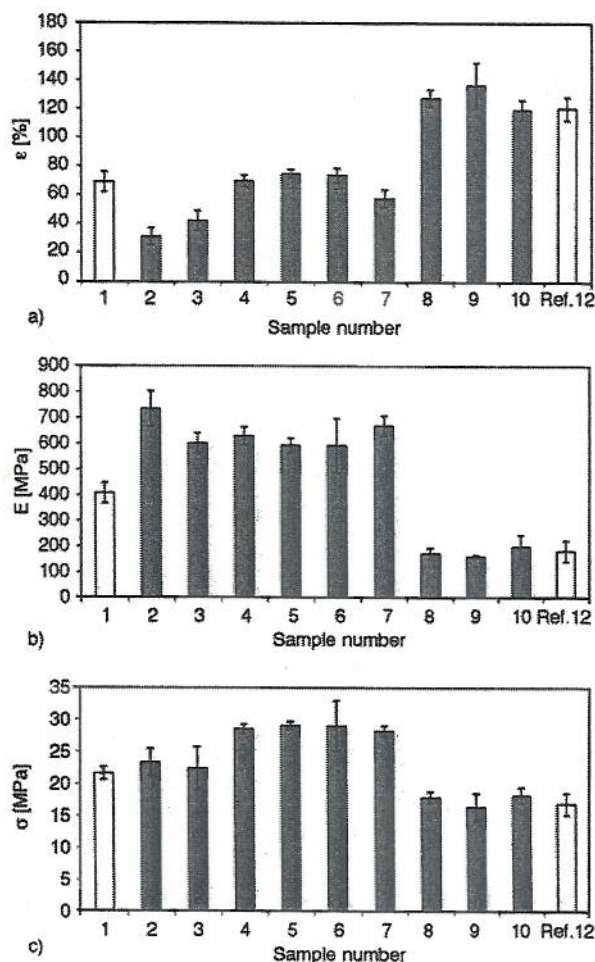 180
160
140
120
100
80
60
40
20
0
ε [%]
1 2 3 4 5 6 7 8 9 10 Ref.12
a)
Sample number
900
800
700
600
500
400
300
200
100
0
E [MPa]
1 2 3 4 5 6 7 8 9 10 Ref.12
b)
Sample number
35
30
25
20
15
10
5
0
σ [MPa]
1 2 3 4 5 6 7 8 9 10 Ref.12
c)
Sample number